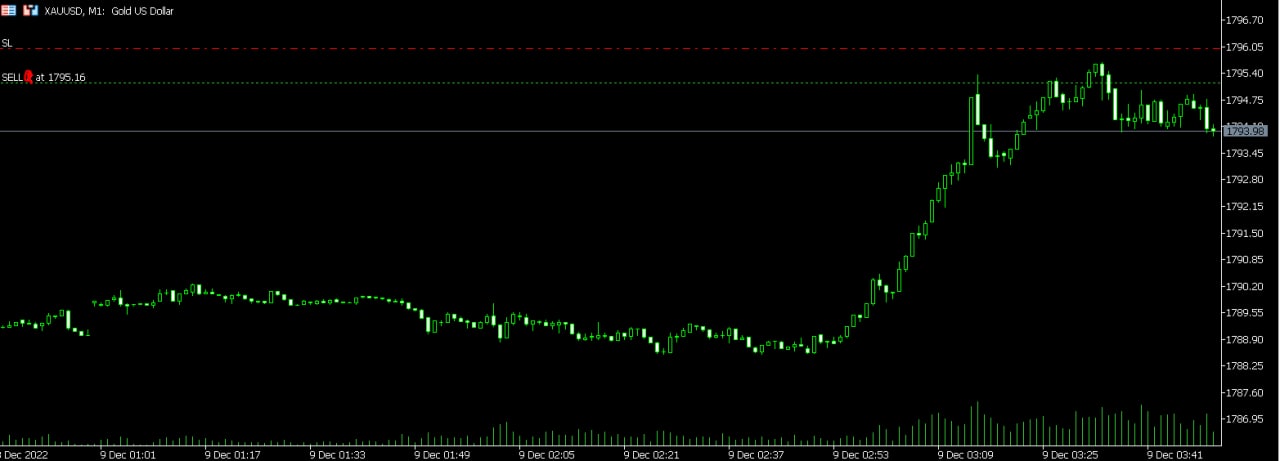 XAUUSD, M1: Gold US Dollar
SL
SELL at 1795.16
1796.70
1796.05
1795.40
1794.75
1793.98
1793.45
1792.80
1792.15
1791.50
1790.85
1790.20
1789.55
1788.90
1788.25
1787.60
1786.95
Dec 2022
9 Dec 01:01
9 Dec 01:17
9 Dec 01:33
9 Dec 01:49
9 Dec 02:05
9 Dec 02:21
9 Dec 02:37
9 Dec 02:53
9 Dec 03:09
9 Dec 03:25
9 Dec 03:41